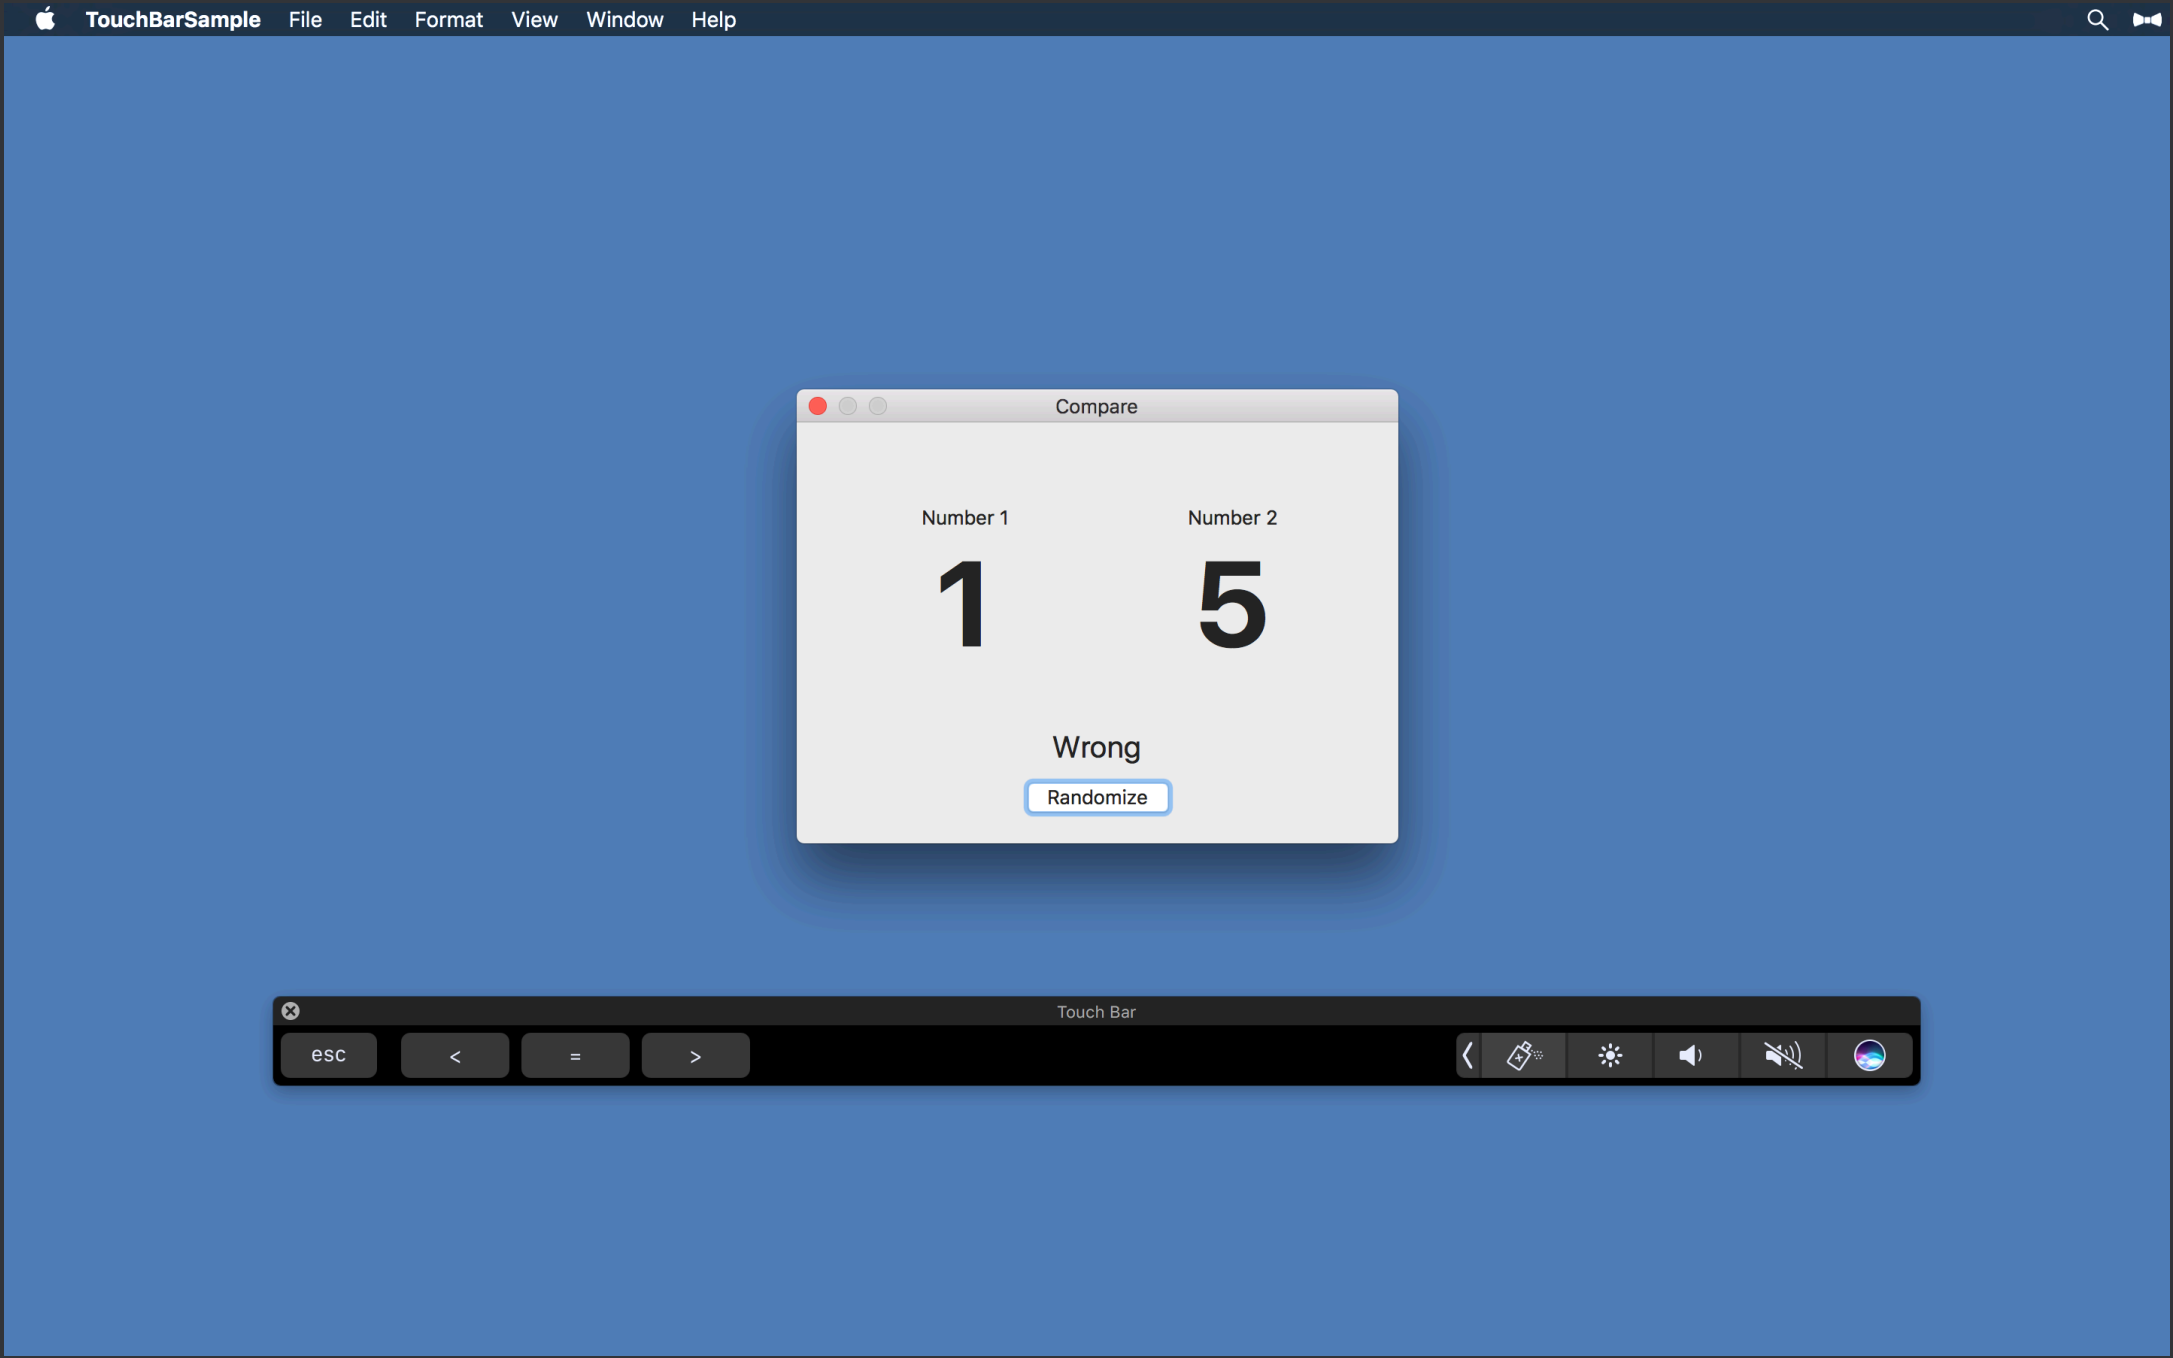 TouchBarSample File Edit Format View Window Help
Compare
Number 1 Number 2
1 5
Wrong
Randomize
Touch Bar
esc < = >